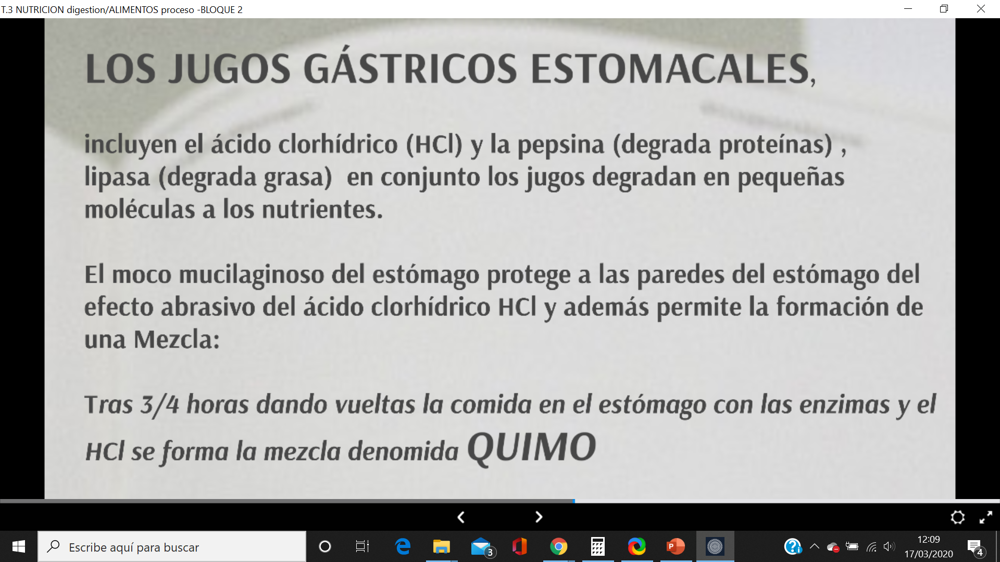 T.3 NUTRICION digestion/ALIMENTOS proceso -BLOQUE 2
LOS JUGOS GÁSTRICOS ESTOMACALES,
incluyen el ácido clorhídrico (HCl) y la pepsina (degrada proteínas) ,
lipasa (degrada grasa)  en conjunto los jugos degradan en pequeñas
moléculas a los nutrientes.
El moco mucilaginoso del estómago protege a las paredes del estómago del
efecto abrasivo del ácido clorhídrico HCl y además permite la formación de
una Mezcla:
Tras 3/4 horas dando vueltas la comida en el estómago con las enzimas y el
HCl se forma la mezcla denomida QUIMO
Escribe aquí para buscar
3
P
12:09
17/03/2020
4